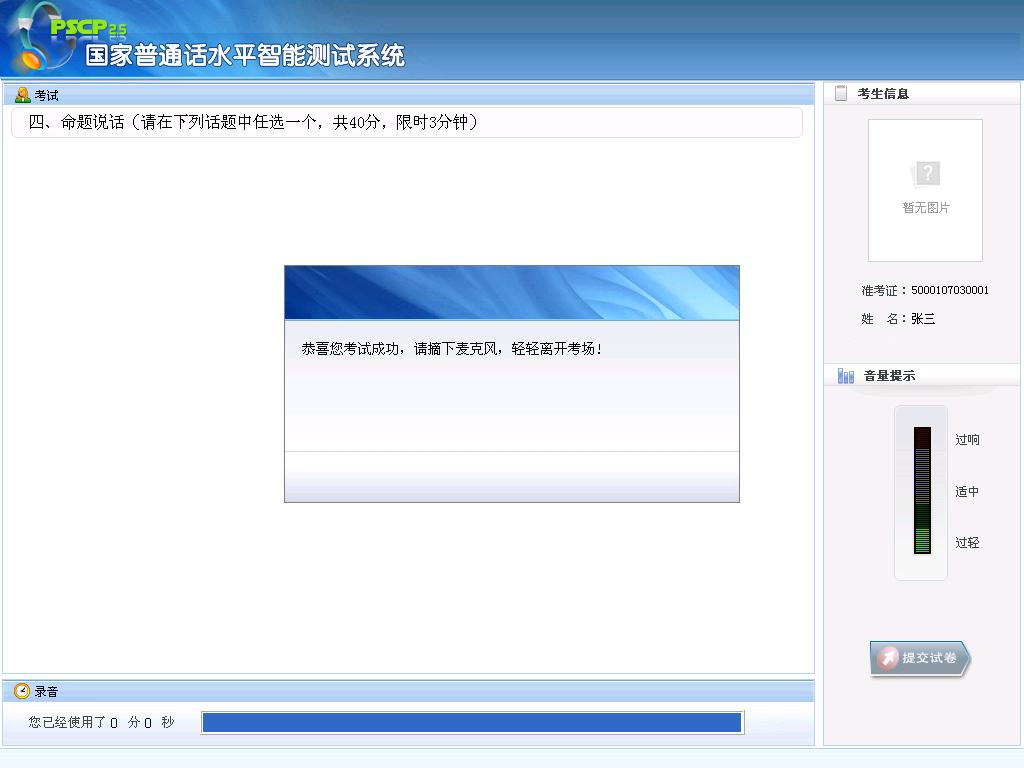 PSCP 2.5
国家普通话水平智能测试系统
考试
四、命题说话（请在下列话题中任选一个，共40分，限时3分钟）
恭喜您考试成功，请摘下麦克风，轻轻离开考场！
录音
您已经使用了 0 分 0 秒
考生信息
?
暂无图片
准考证：5000107030001
姓 名：张三
音量提示
过响
适中
过轻
提交试卷